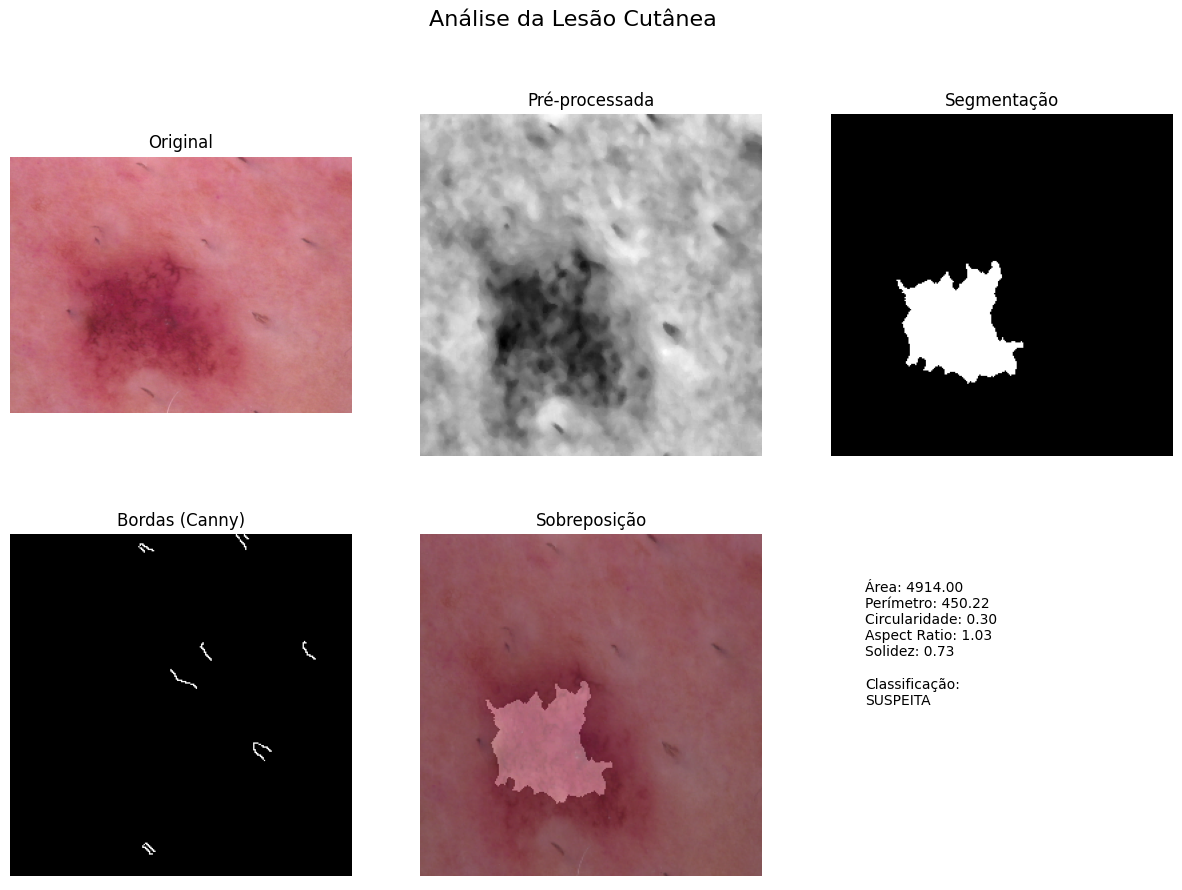 Análise da Lesão Cutânea
Original
Pré-processada
Segmentação
Bordas (Canny)
Sobreposição
Área: 4914.00
Perímetro: 450.22
Circularidade: 0.30
Aspect Ratio: 1.03
Solidez: 0.73
Classificação:
SUSPEITA